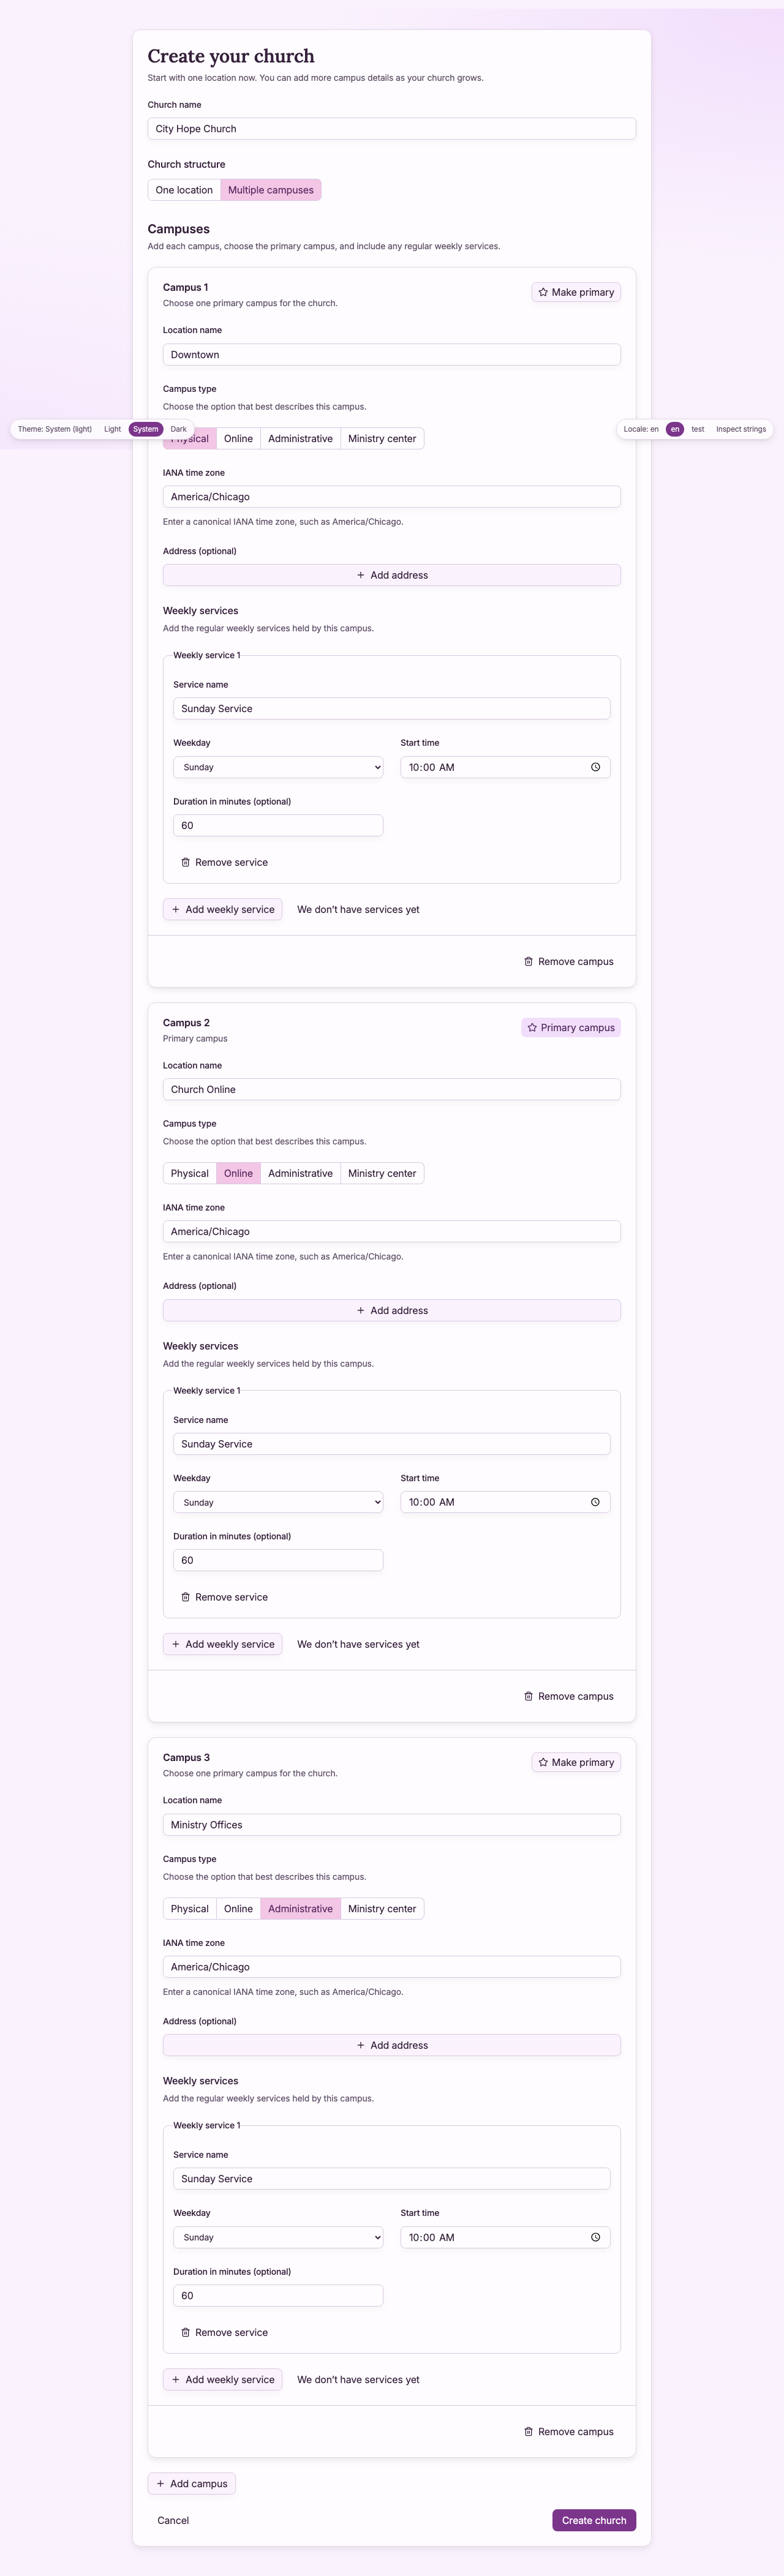 Create your church
Start with one location now. You can add more campus details as your church grows.
Church name
City Hope Church
Church structure
One location Multiple campuses
Campuses
Add each campus, choose the primary campus, and include any regular weekly services.
Campus 1
Make primary
Choose one primary campus for the church.
Location name
Downtown
Campus type
Choose the option that best describes this campus.
Theme: System (light) Light System Dark
Locale: en en test Inspect strings
Physical Online Administrative Ministry center
IANA time zone
America/Chicago
Enter a canonical IANA time zone, such as America/Chicago.
Address (optional)
Add address
Weekly services
Add the regular weekly services held by this campus.
Weekly service 1
Service name
Sunday Service
Weekday Start time
Sunday 10:00 AM
Duration in minutes (optional)
60
Remove service
Add weekly service We don't have services yet
Remove campus
Campus 2
Primary campus
Primary campus
Location name
Church Online
Campus type
Choose the option that best describes this campus.
Physical Online Administrative Ministry center
IANA time zone
America/Chicago
Enter a canonical IANA time zone, such as America/Chicago.
Address (optional)
Add address
Weekly services
Add the regular weekly services held by this campus.
Weekly service 1
Service name
Sunday Service
Weekday Start time
Sunday 10:00 AM
Duration in minutes (optional)
60
Remove service
Add weekly service We don't have services yet
Remove campus
Campus 3
Make primary
Choose one primary campus for the church.
Location name
Ministry Offices
Campus type
Choose the option that best describes this campus.
Physical Online Administrative Ministry center
IANA time zone
America/Chicago
Enter a canonical IANA time zone, such as America/Chicago.
Address (optional)
Add address
Weekly services
Add the regular weekly services held by this campus.
Weekly service 1
Service name
Sunday Service
Weekday Start time
Sunday 10:00 AM
Duration in minutes (optional)
60
Remove service
Add weekly service We don't have services yet
Remove campus
Add campus
Cancel Create church